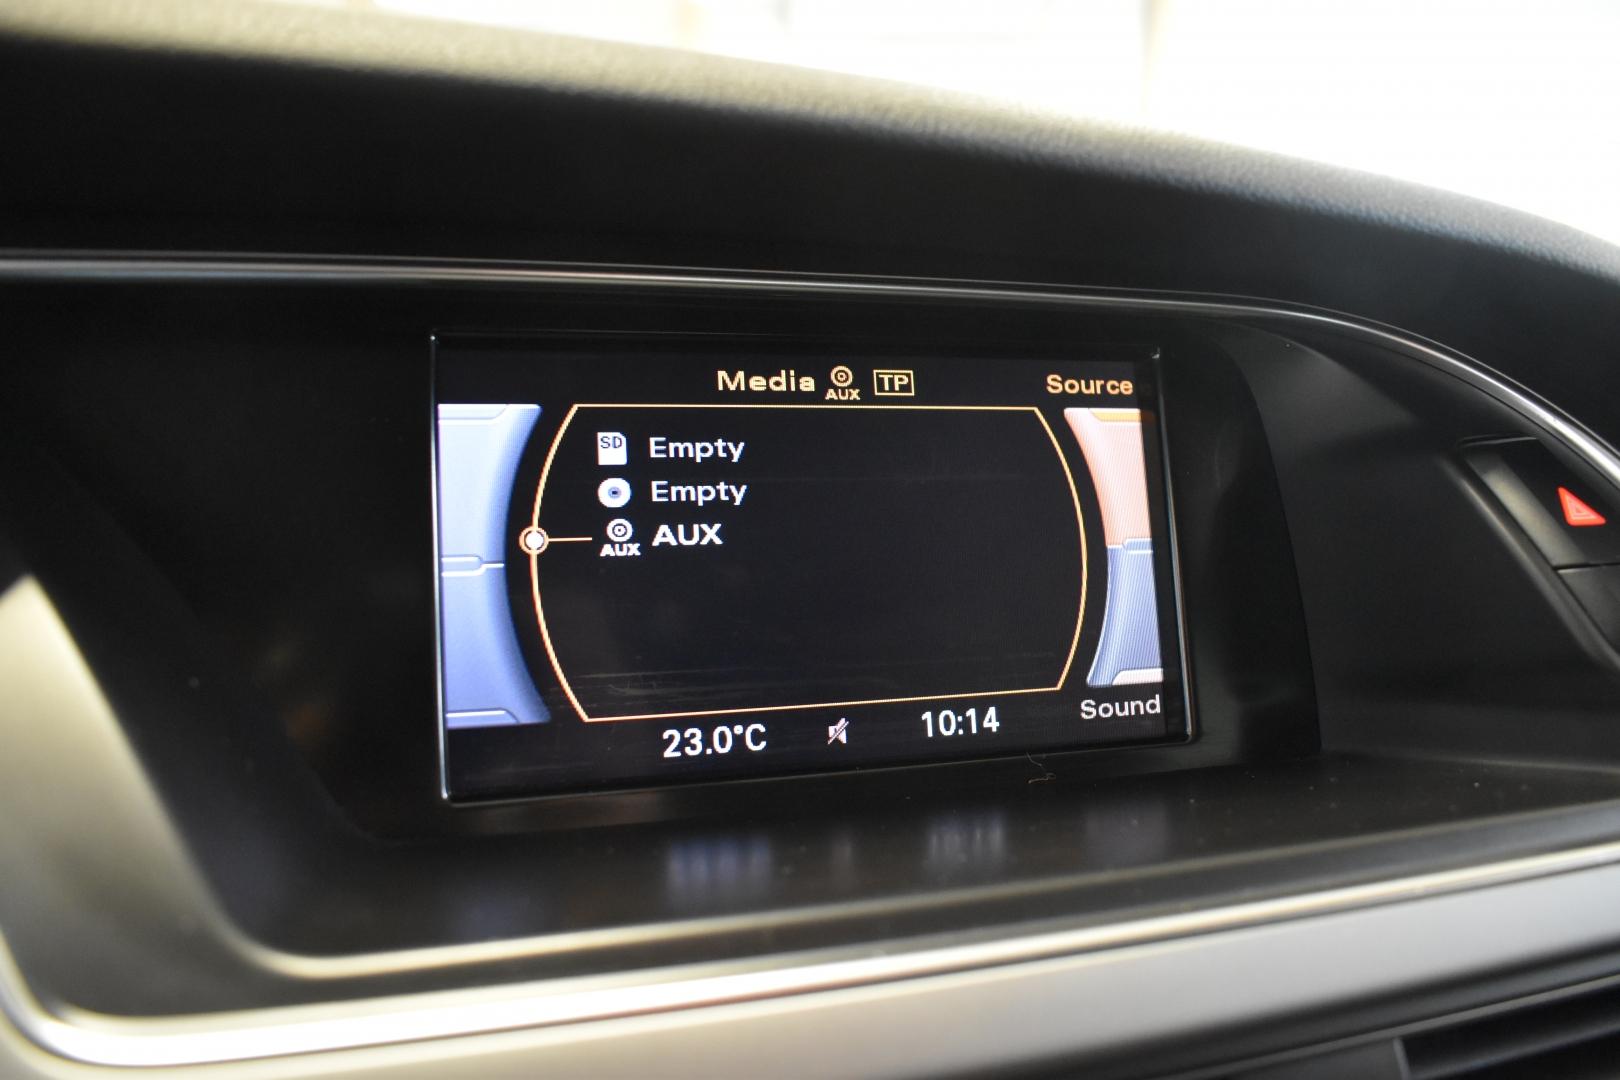 Media AUX TP Source
SD Empty
Empty
AUX AUX
23.0°C 10:14 Sound